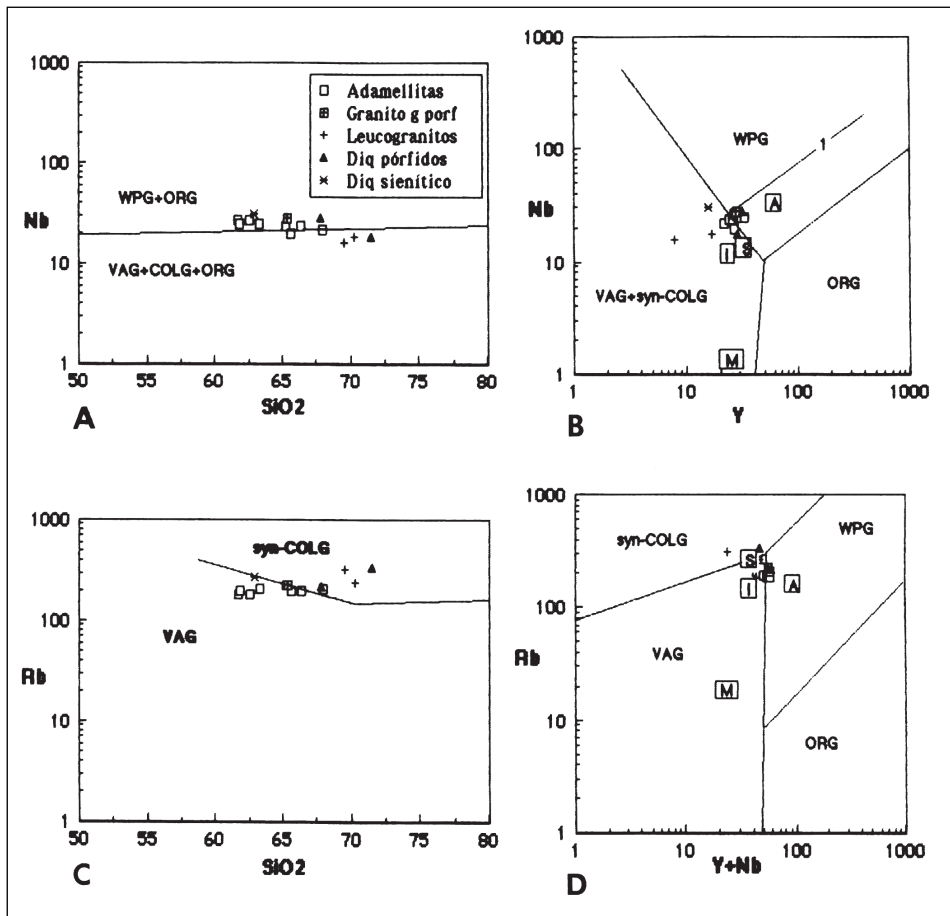 1000
100
Nb
10
1
WPG+ORG
VAG+COLG+ORG
Adamellitas
Granito g porf
Leucogranitos
Diq pórfidos
Diq sienítico
50 55 60 65 70 75 80
SiO2
A
1000
100
Nb
10
1
WPG
1
A
S
I
VAG+syn-COLG
ORG
M
1 10 100 1000
Y
B
1000
100
Rb
10
1
syn-COLG
VAG
50 55 60 65 70 75 80
SiO2
C
1000
100
Rb
10
1
syn-COLG
WPG
S
I
A
VAG
M
ORG
1 10 100 1000
Y+Nb
D